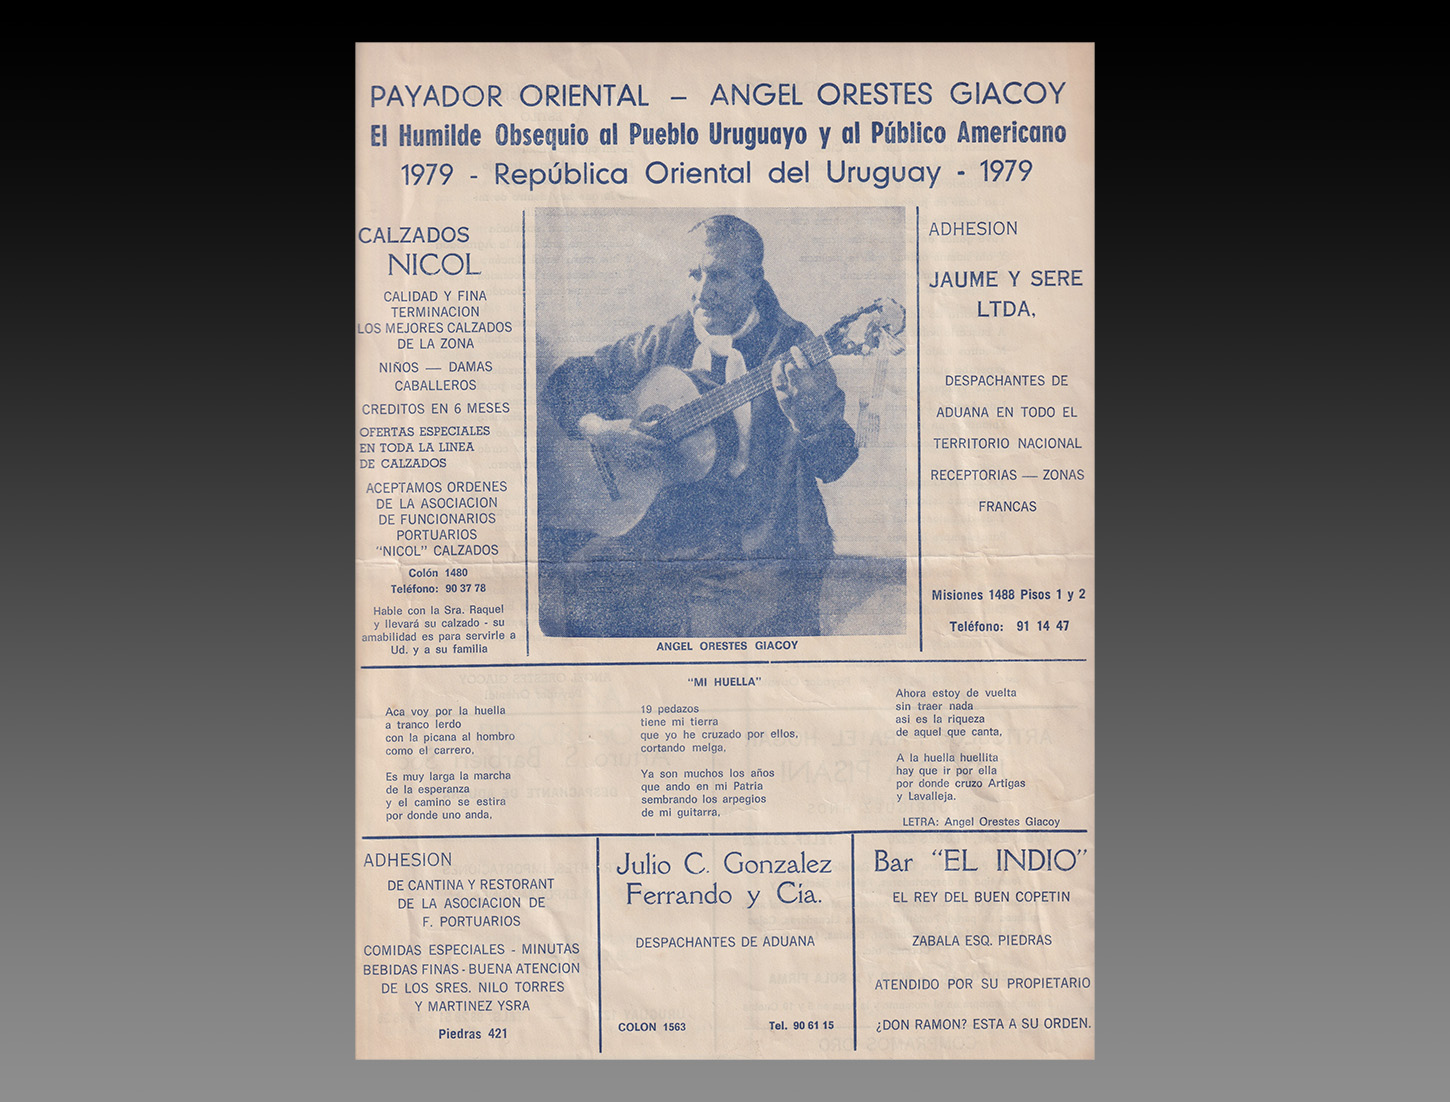 PAYADOR ORIENTAL — ANGEL ORESTES GIACOY
El Humilde Obsequio al Pueblo Uruguayo y al Público Americano
1979 - República Oriental del Uruguay - 1979
CALZADOS
NICOL
CALIDAD Y FINA
TERMINACION
LOS MEJORES CALZADOS
DE LA ZONA
NIÑOS — DAMAS
CABALLEROS
CREDITOS EN 6 MESES
OFERTAS ESPECIALES
EN TODA LA LINEA
DE CALZADOS
ACEPTAMOS ORDENES
DE LA ASOCIACION
DE FUNCIONARIOS
PORTUARIOS
"NICOL" CALZADOS
Colón 1480
Teléfono: 90 37 78
Hable con la Sra. Raquel
y llevará su calzado - su
amabilidad es para servirle a
Ud. y a su familia
ANGEL ORESTES GIACOY
ADHESION
JAUME Y SERE
LTDA,
DESPACHANTES DE
ADUANA EN TODO EL
TERRITORIO NACIONAL
RECEPTORIAS — ZONAS
FRANCAS
Misiones 1488 Pisos 1 y 2
Teléfono: 91 14 47
"MI HUELLA"
Aca voy por la huella
a tranco lerdo
con la picana al hombro
como el carrero,
Es muy larga la marcha
de la esperanza
y el camino se estira
por donde uno anda,
19 pedazos
tiene mi tierra
que yo he cruzado por ellos,
cortando melga,
Ya son muchos los años
que ando en mi Patria
sembrando los arpegios
de mi guitarra,
Ahora estoy de vuelta
sin traer nada
asi es la riqueza
de aquel que canta,
A la huella huellita
hay que ir por ella
por donde cruzo Artigas
y Lavalleja.
LETRA: Angel Orestes Giacoy
ADHESION
DE CANTINA Y RESTORANT
DE LA ASOCIACION DE
F. PORTUARIOS
COMIDAS ESPECIALES - MINUTAS
BEBIDAS FINAS - BUENA ATENCION
DE LOS SRES. NILO TORRES
Y MARTINEZ YSRA
Piedras 421
Julio C. Gonzalez
Ferrando y Cía.
DESPACHANTES DE ADUANA
COLON 1563 Tel. 90 61 15
Bar "EL INDIO"
EL REY DEL BUEN COPETIN
ZABALA ESQ. PIEDRAS
ATENDIDO POR SU PROPIETARIO
¿DON RAMON? ESTA A SU ORDEN.